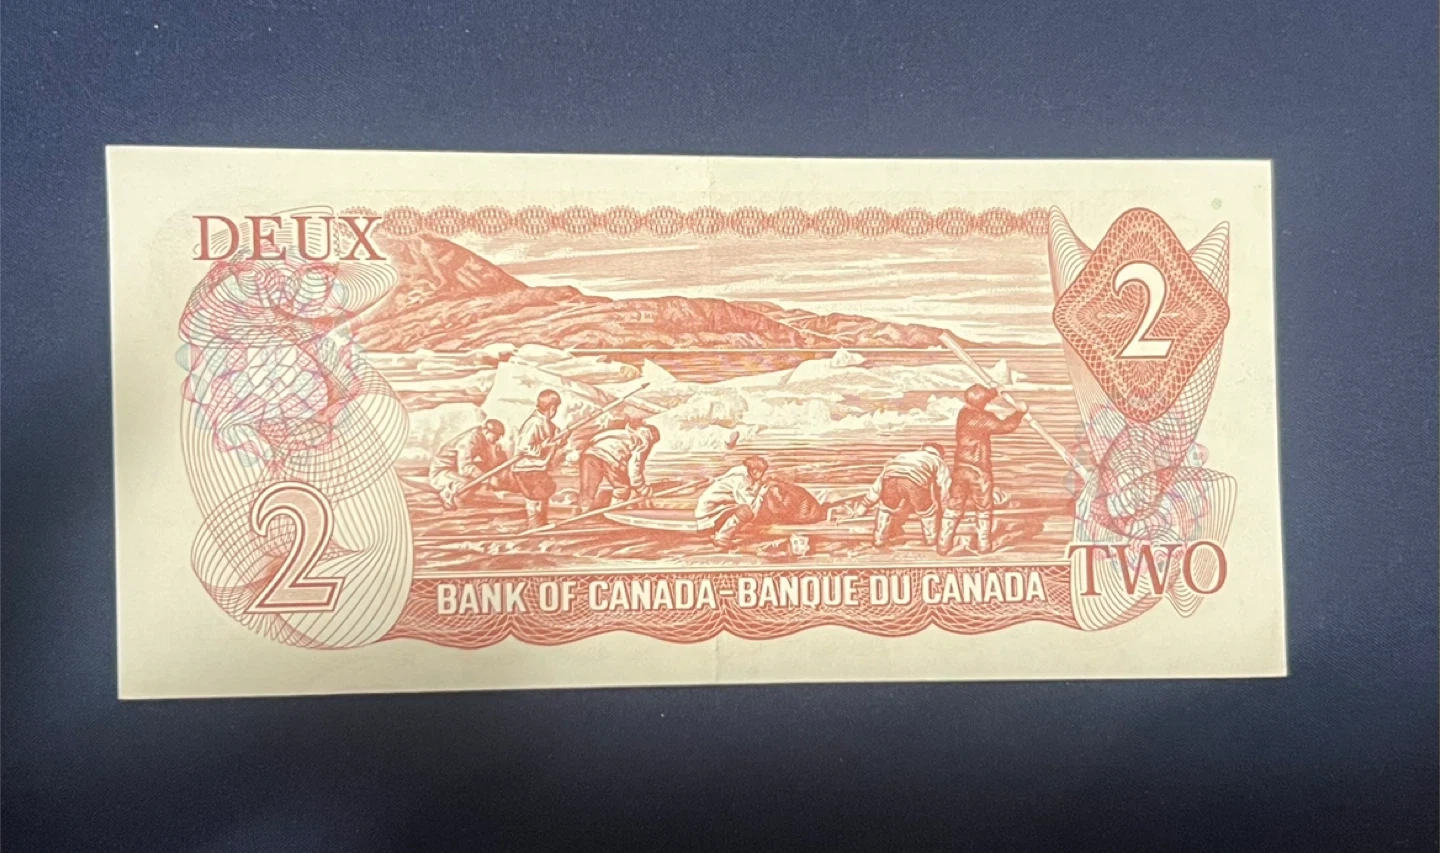 DEUX
2
2
BANK OF CANADA-BANQUE DU CANADA
TWO